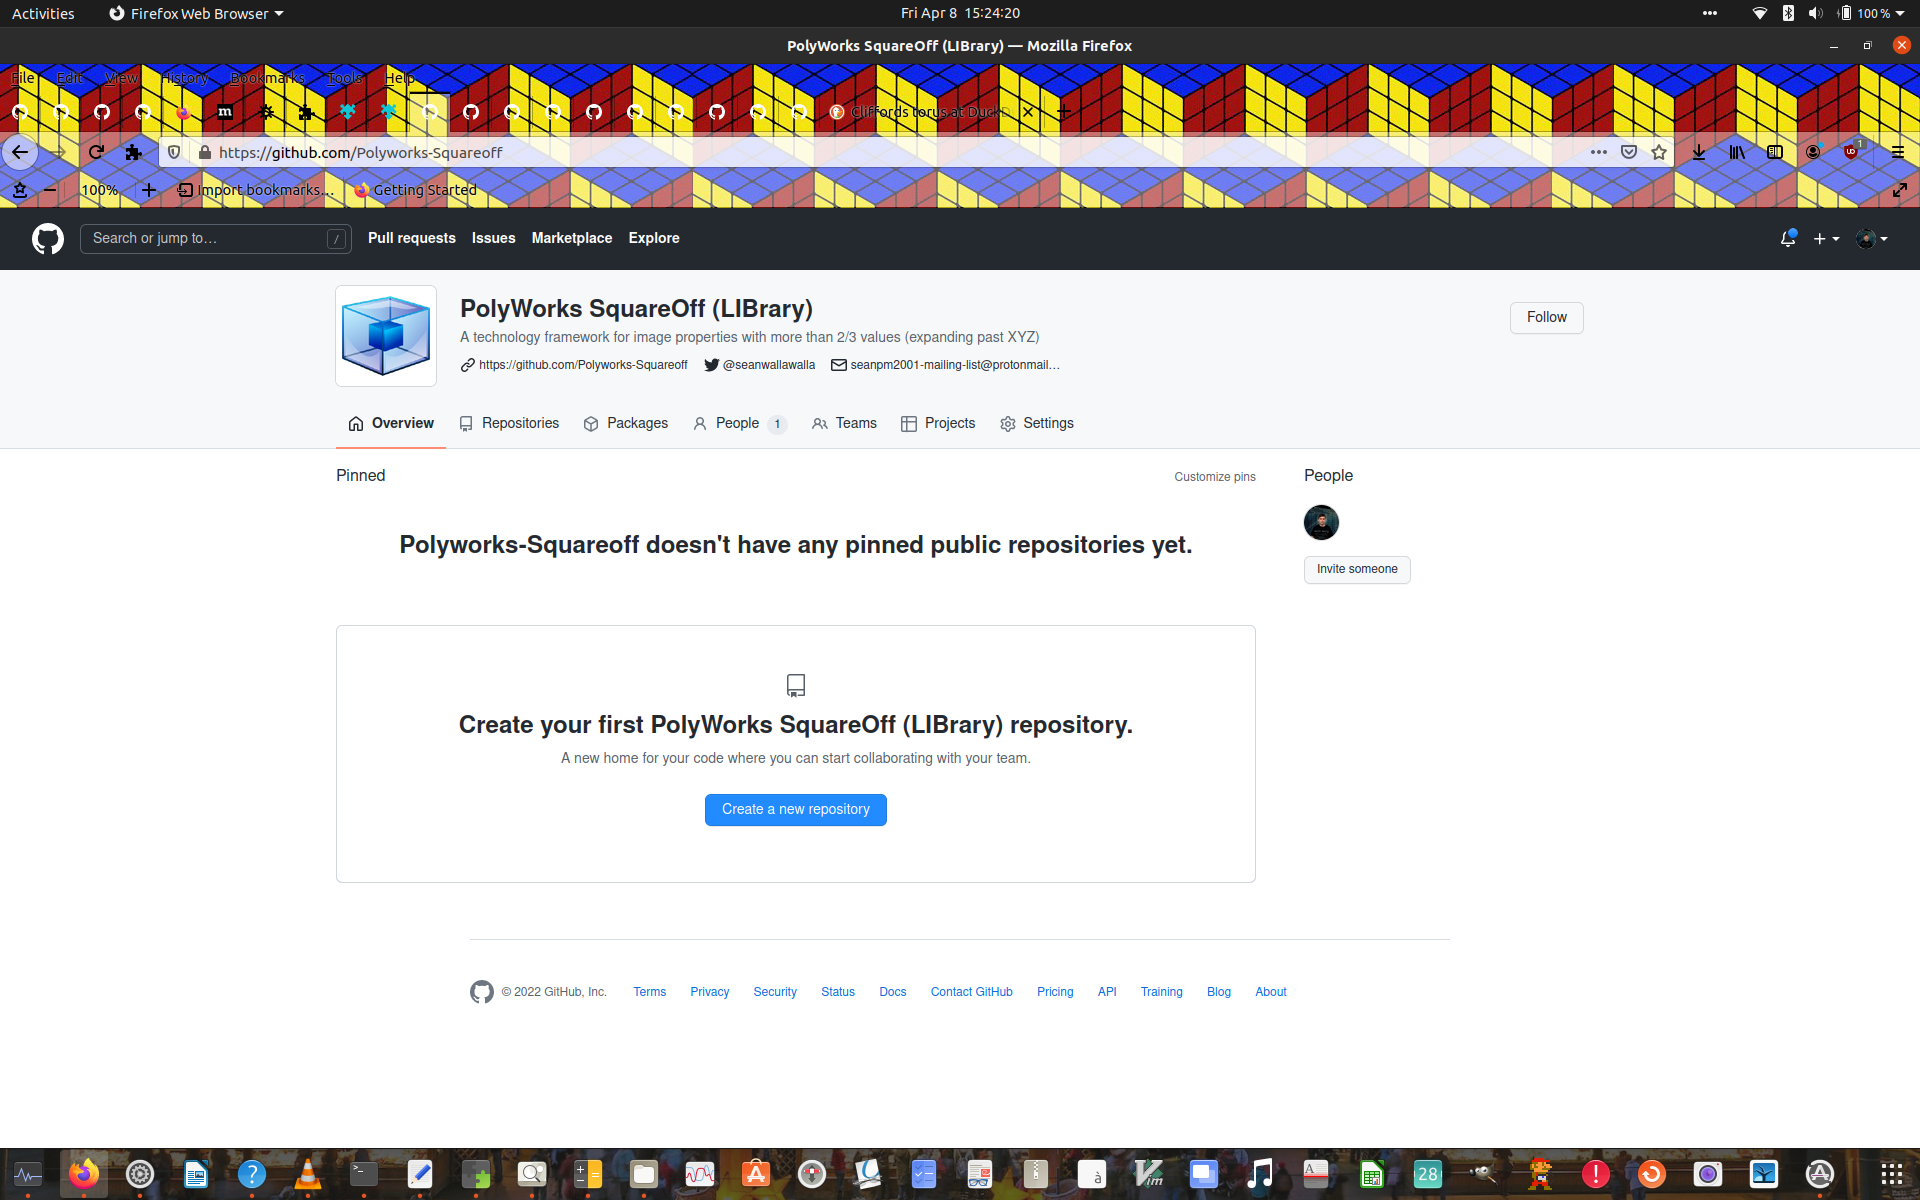 Activities Firefox Web Browser Fri Apr 8 15:24:20 100 %
PolyWorks SquareOff (LIBrary) — Mozilla Firefox
File Edit View History Bookmarks Tools Help
Cliffords torus at DuckD
https://github.com/Polyworks-Squareoff
100% Import bookmarks… Getting Started
Search or jump to… / Pull requests Issues Marketplace Explore
PolyWorks SquareOff (LIBrary)
Follow
A technology framework for image properties with more than 2/3 values (expanding past XYZ)
https://github.com/Polyworks-Squareoff @seanwallawalla seanpm2001-mailing-list@protonmail…
Overview Repositories Packages People 1 Teams Projects Settings
Pinned Customize pins People
Polyworks-Squareoff doesn't have any pinned public repositories yet.
Invite someone
Create your first PolyWorks SquareOff (LIBrary) repository.
A new home for your code where you can start collaborating with your team.
Create a new repository
© 2022 GitHub, Inc. Terms Privacy Security Status Docs Contact GitHub Pricing API Training Blog About
28